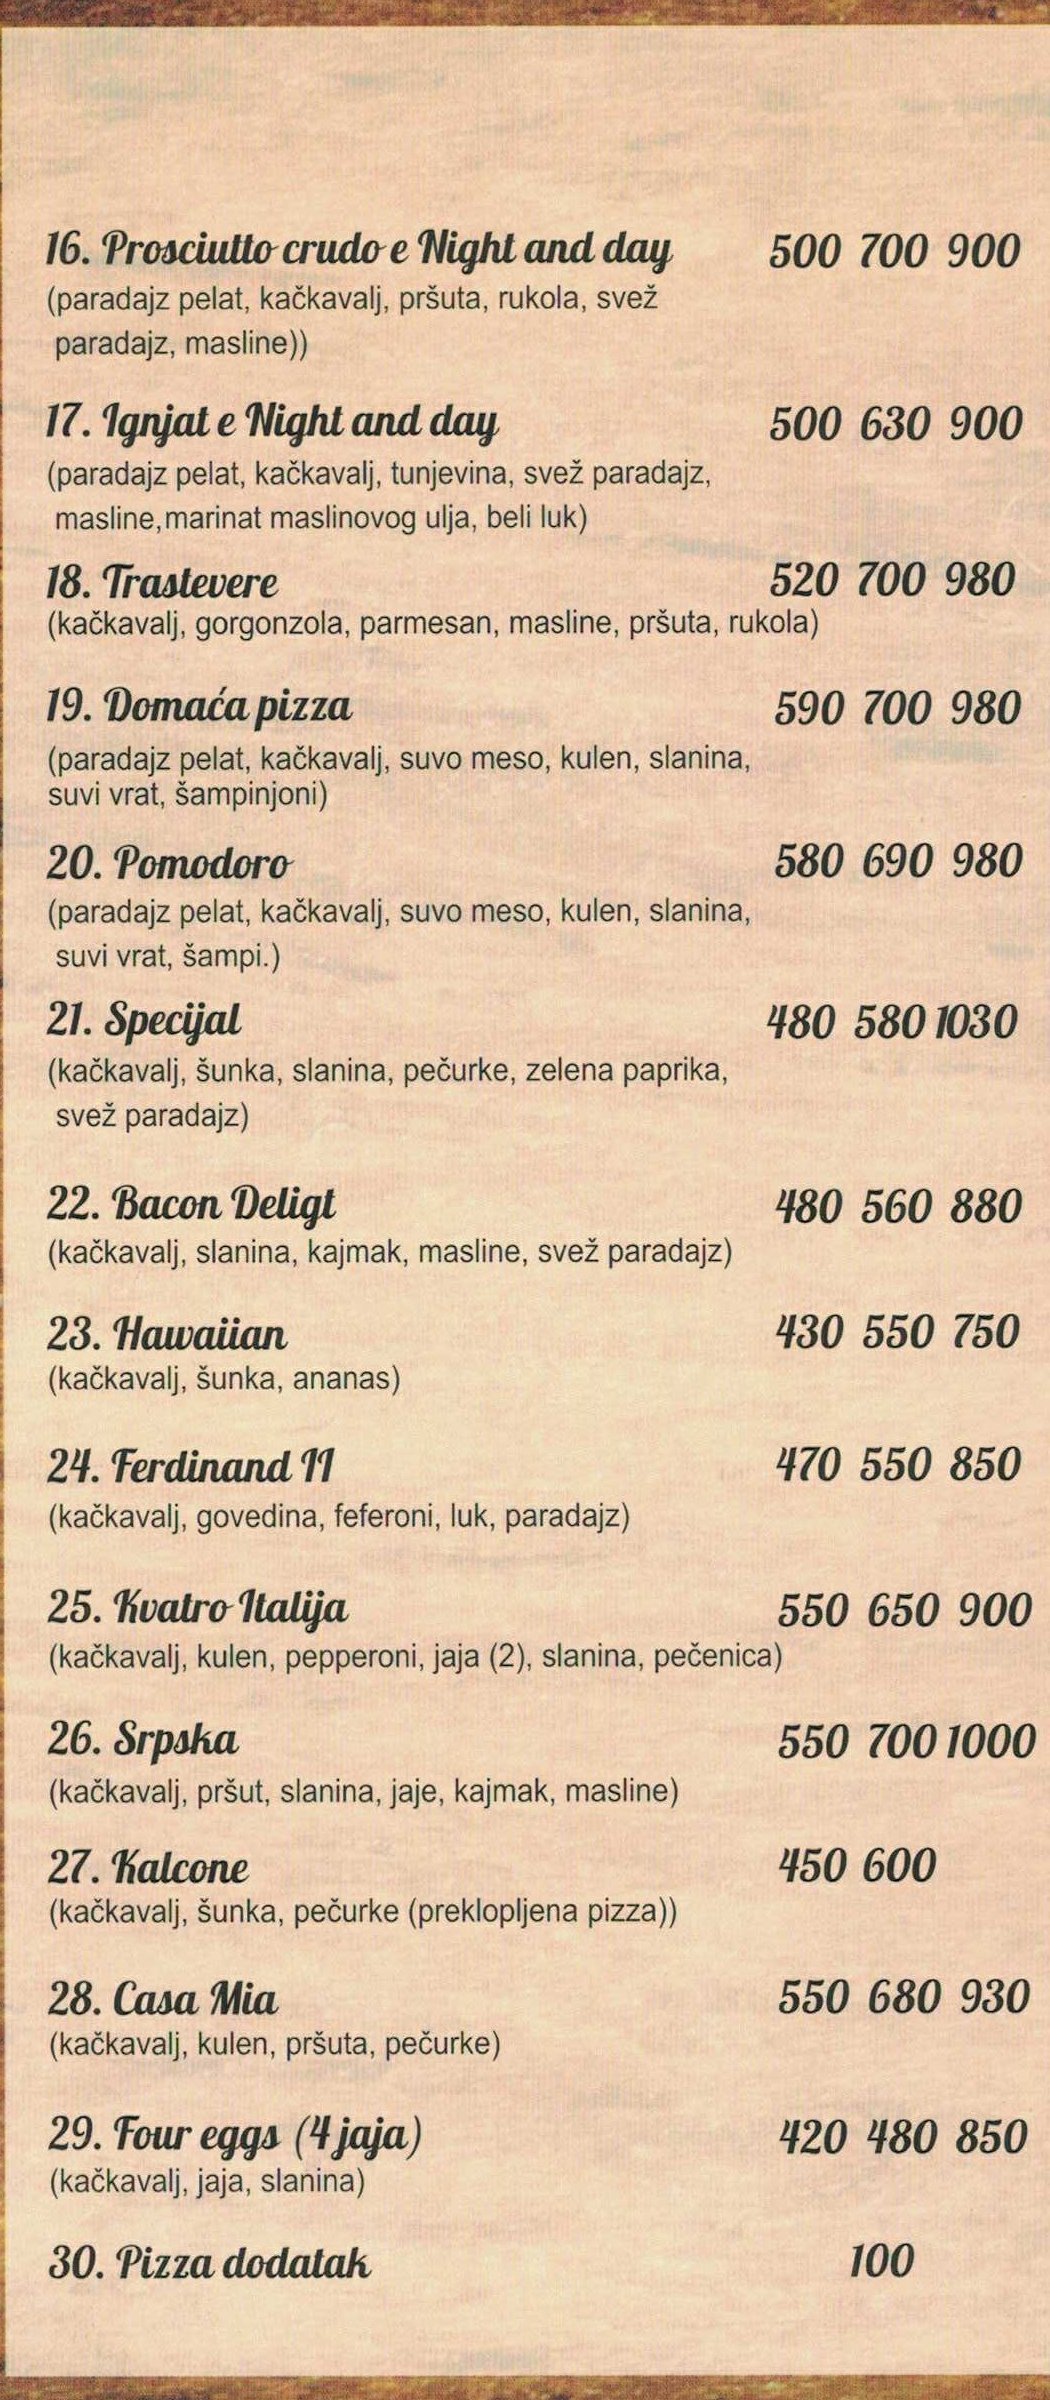 16. Prosciutto crudo e Night and day 500 700 900
(paradajz pelat, kačkavalj, pršuta, rukola, svež
paradajz, masline))
17. Ignjat e Night and day 500 630 900
(paradajz pelat, kačkavalj, tunjevina, svež paradajz,
masline,marinat maslinovog ulja, beli luk)
18. Trastevere 520 700 980
(kačkavalj, gorgonzola, parmesan, masline, pršuta, rukola)
19. Domaća pizza 590 700 980
(paradajz pelat, kačkavalj, suvo meso, kulen, slanina,
suvi vrat, šampinjoni)
20. Pomodoro 580 690 980
(paradajz pelat, kačkavalj, suvo meso, kulen, slanina,
suvi vrat, šampi.)
21. Specijal 480 580 1030
(kačkavalj, šunka, slanina, pečurke, zelena paprika,
svež paradajz)
22. Bacon Deligt 480 560 880
(kačkavalj, slanina, kajmak, masline, svež paradajz)
23. Hawaiian 430 550 750
(kačkavalj, šunka, ananas)
24. Ferdinand II 470 550 850
(kačkavalj, govedina, feferoni, luk, paradajz)
25. Kvatro Italija 550 650 900
(kačkavalj, kulen, pepperoni, jaja (2), slanina, pečenica)
26. Srpska 550 700 1000
(kačkavalj, pršut, slanina, jaje, kajmak, masline)
27. Kalcone 450 600
(kačkavalj, šunka, pečurke (preklopljena pizza))
28. Casa Mia 550 680 930
(kačkavalj, kulen, pršuta, pečurke)
29. Four eggs (4 jaja) 420 480 850
(kačkavalj, jaja, slanina)
30. Pizza dodatak 100